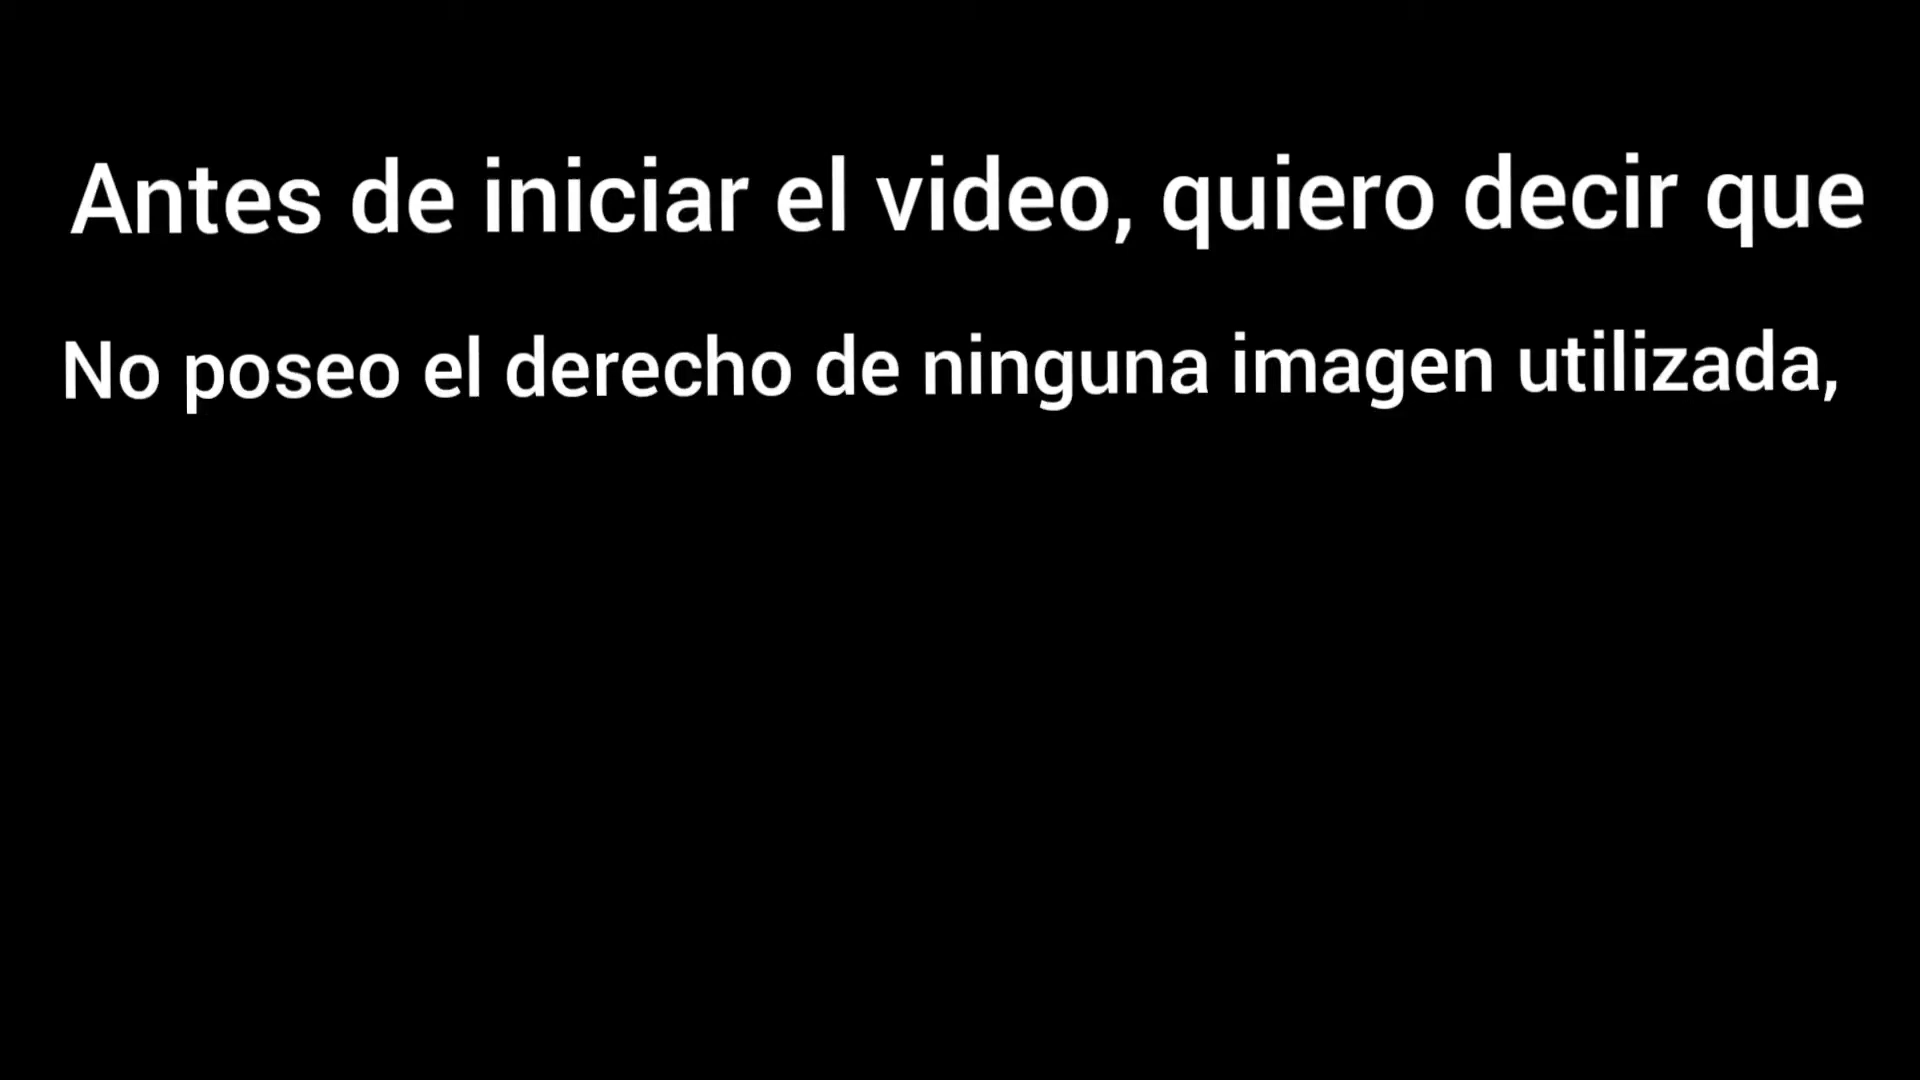 Antes de iniciar el video, quiero decir que
No poseo el derecho de ninguna imagen utilizada,